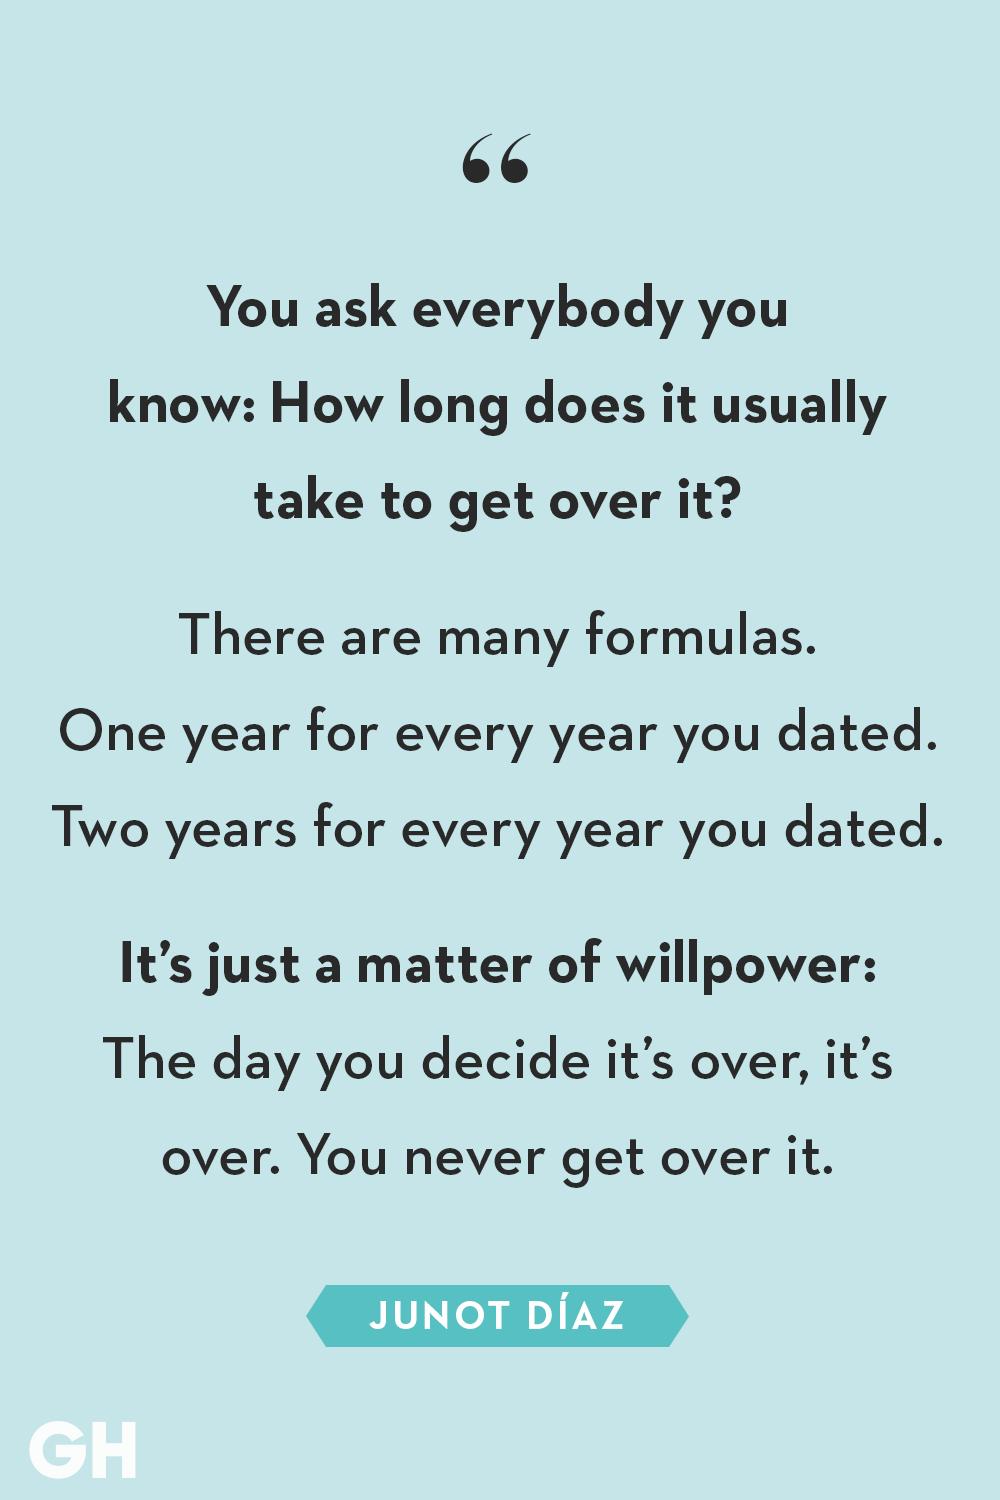 “
You ask everybody you
know: How long does it usually
take to get over it?
There are many formulas.
One year for every year you dated.
Two years for every year you dated.
It’s just a matter of willpower:
The day you decide it’s over, it’s
over. You never get over it.
JUNOT DÍAZ
GH